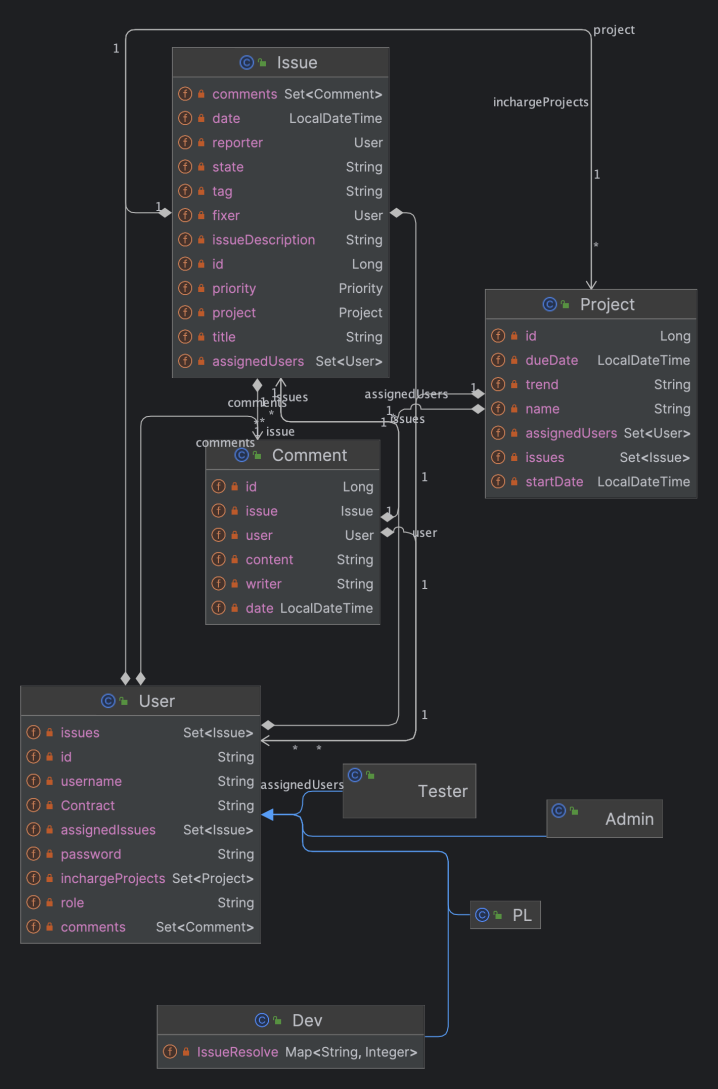 project
1
Issue
comments Set<Comment>
date LocalDateTime
reporter User
state String
tag String
fixer User
issueDescription String
id Long
priority Priority
project Project
title String
assignedUsers Set<User>
inchargeProjects
1
1
*
Project
id Long
dueDate LocalDateTime
trend String
name String
assignedUsers Set<User>
issues Set<Issue>
startDate LocalDateTime
1
assignedUsers
1
issues
comments
1
*
1
issues
1
**
issue
comments
Comment
id Long
issue Issue
user User
content String
writer String
date LocalDateTime
1
1
user
1
1
* *
User
issues Set<Issue>
id String
username String
Contract String
assignedIssues Set<Issue>
password String
inchargeProjects Set<Project>
role String
comments Set<Comment>
assignedUsers
Tester
Admin
PL
Dev
IssueResolve Map<String, Integer>